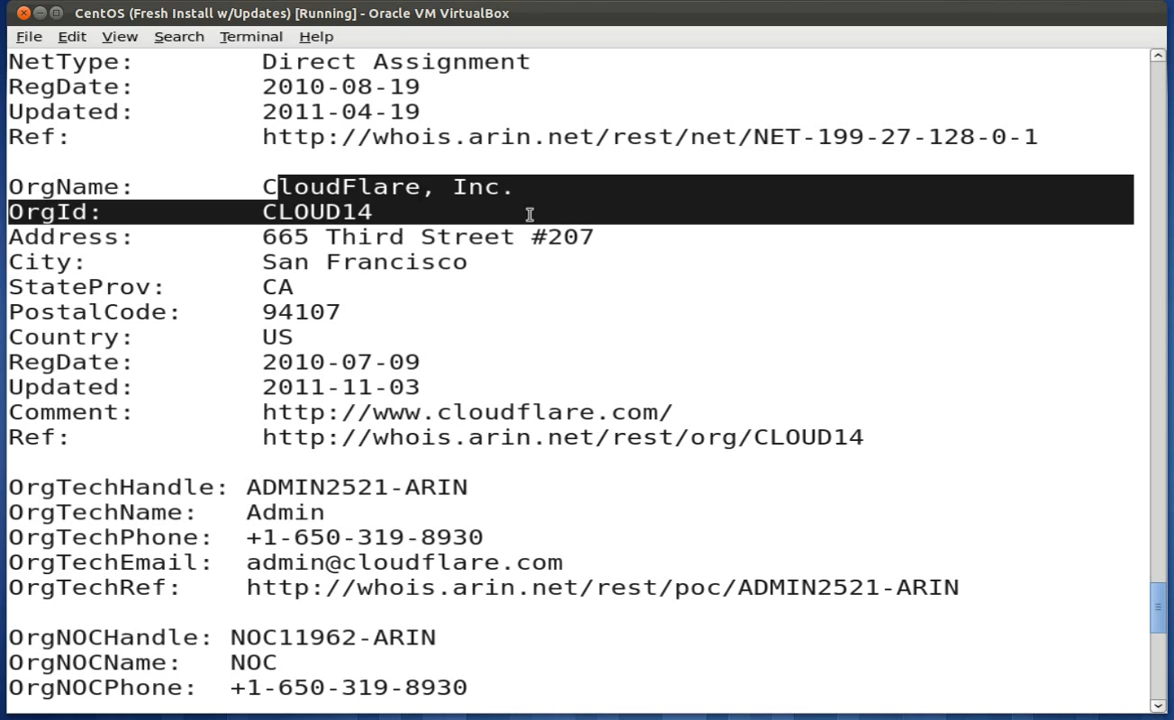 CentOS (Fresh Install w/Updates) [Running] - Oracle VM VirtualBox
File Edit View Search Terminal Help
NetType: Direct Assignment
RegDate: 2010-08-19
Updated: 2011-04-19
Ref: http://whois.arin.net/rest/net/NET-199-27-128-0-1
OrgName: CloudFlare, Inc.
OrgId: CLOUD14
Address: 665 Third Street #207
City: San Francisco
StateProv: CA
PostalCode: 94107
Country: US
RegDate: 2010-07-09
Updated: 2011-11-03
Comment: http://www.cloudflare.com/
Ref: http://whois.arin.net/rest/org/CLOUD14
OrgTechHandle: ADMIN2521-ARIN
OrgTechName: Admin
OrgTechPhone: +1-650-319-8930
OrgTechEmail: admin@cloudflare.com
OrgTechRef: http://whois.arin.net/rest/poc/ADMIN2521-ARIN
OrgNOCHandle: NOC11962-ARIN
OrgNOCName: NOC
OrgNOCPhone: +1-650-319-8930